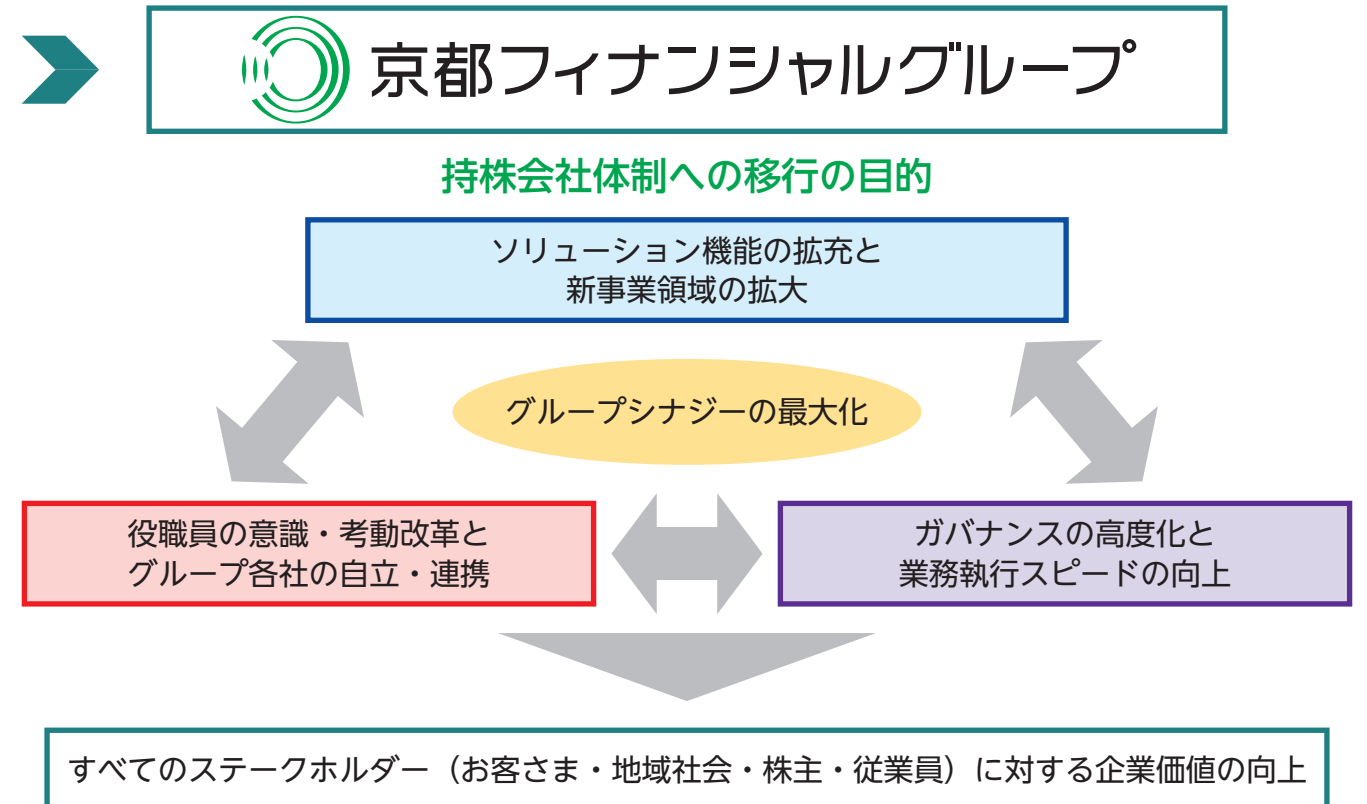 京都フィナンシャルグループ
持株会社体制への移行の目的
ソリューション機能の拡充と
新事業領域の拡大
グループシナジーの最大化
役職員の意識・考動改革と
グループ各社の自立・連携
ガバナンスの高度化と
業務執行スピードの向上
すべてのステークホルダー（お客さま・地域社会・株主・従業員）に対する企業価値の向上